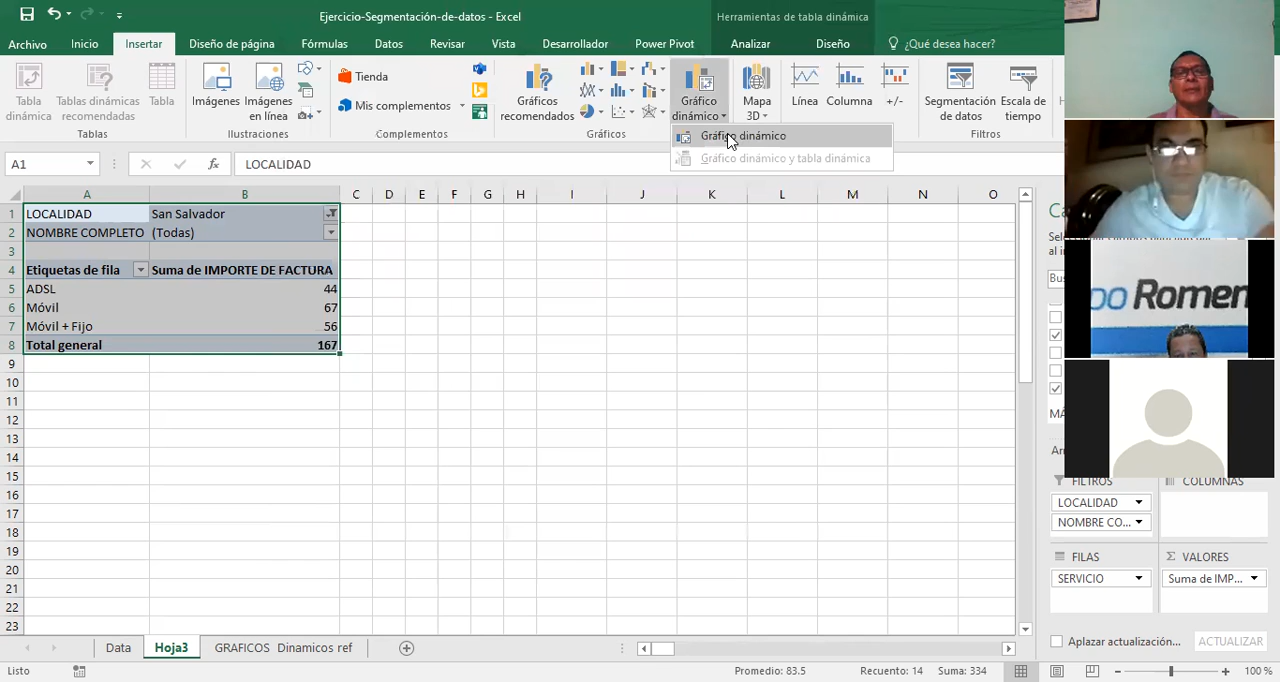 Ejercicio-Segmentación-de-datos - Excel
Herramientas de tabla dinámica
Archivo Inicio Insertar Diseño de página Fórmulas Datos Revisar Vista Desarrollador Power Pivot Analizar Diseño ¿Qué desea hacer?
Tabla dinámica
Tablas dinámicas recomendadas
Tabla
Tablas
Imágenes
Imágenes en línea
Ilustraciones
Tienda
Mis complementos
Complementos
Gráficos recomendados
Gráficos
Gráfico dinámico
Mapa 3D
Línea
Columna
+/-
Segmentación de datos
Escala de tiempo
Filtros
Gráfico dinámico
Gráfico dinámico y tabla dinámica
A1
LOCALIDAD
A B C D E F G H I J K L M N O
1 LOCALIDAD San Salvador
2 NOMBRE COMPLETO (Todas)
3
4 Etiquetas de fila Suma de IMPORTE DE FACTURA
5 ADSL 44
6 Móvil 67
7 Móvil + Fijo 56
8 Total general 167
9
10
11
12
13
14
15
16
17
18
19
20
21
22
23
Romen
FILTROS
COLUMNAS
LOCALIDAD
NOMBRE CO...
FILAS
VALORES
SERVICIO
Suma de IMP...
Aplazar actualización...
ACTUALIZAR
Data Hoja3 GRAFICOS Dinamicos ref
Listo
Promedio: 83.5 Recuento: 14 Suma: 334
100 %